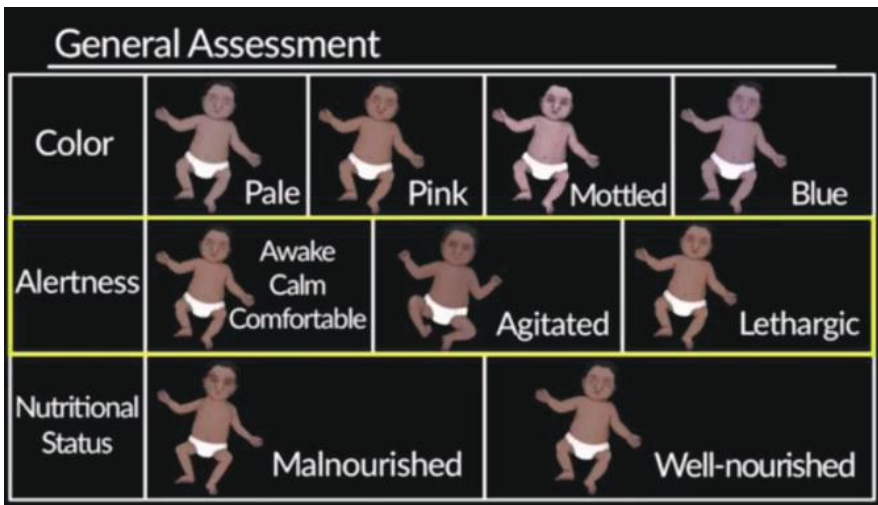 General Assessment
Color
Pale
Pink
Mottled
Blue
Alertness
Awake
Calm
Comfortable
Agitated
Lethargic
Nutritional
Status
Malnourished
Well-nourished